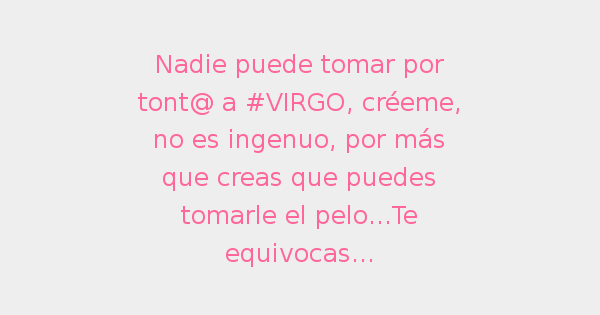 Nadie puede tomar por
tont@ a #VIRGO, créeme,
no es ingenuo, por más
que creas que puedes
tomarle el pelo...Te
equivocas...